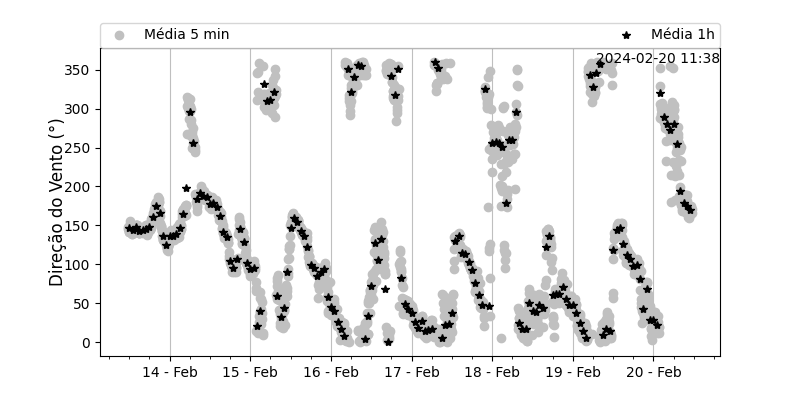 Média 5 min
Média 1h
2024-02-20 11:38
Direção do Vento (°)
350
300
250
200
150
100
50
0
14 - Feb
15 - Feb
16 - Feb
17 - Feb
18 - Feb
19 - Feb
20 - Feb